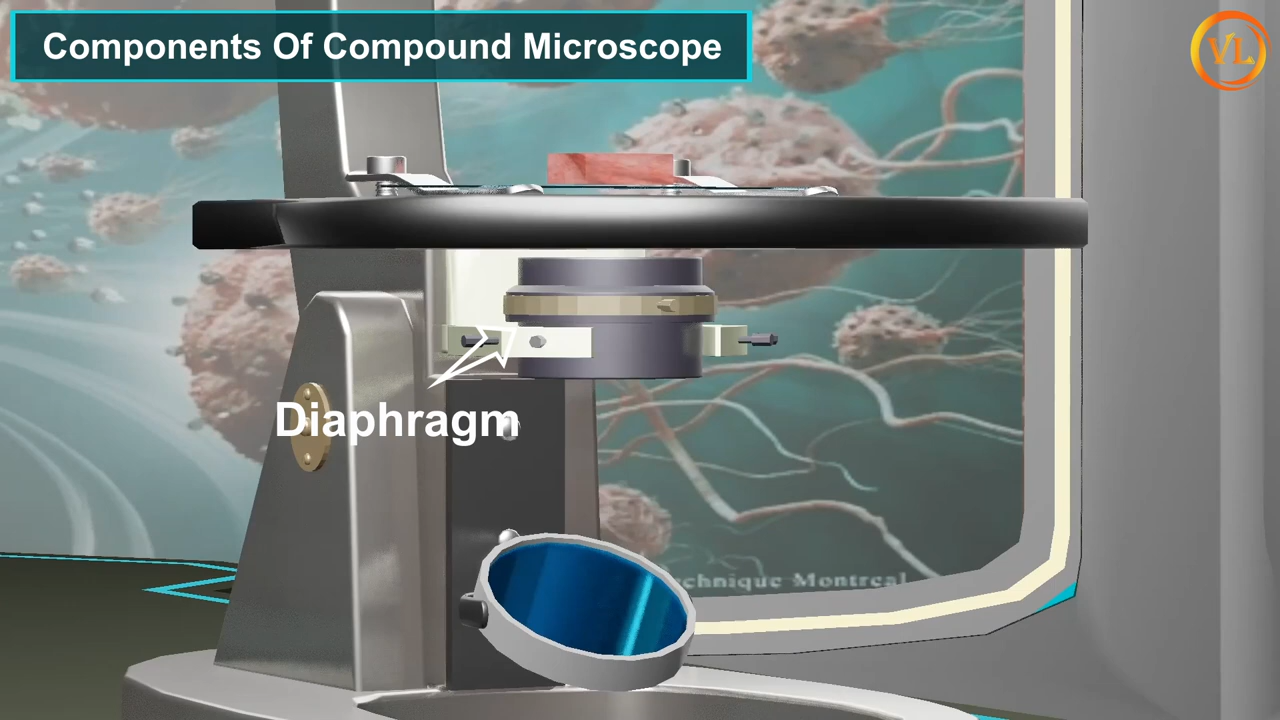 Components Of Compound Microscope
VL
Diaphragm
chnique Montreal